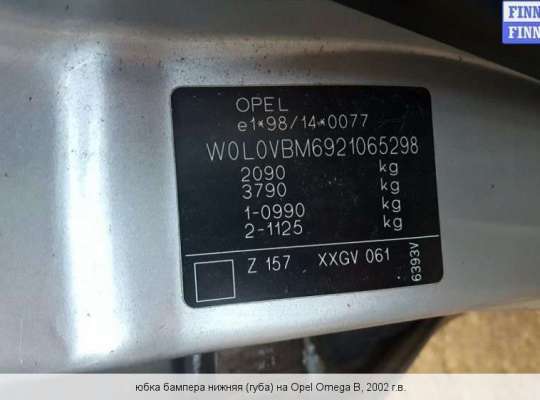 FINN
FINN
OPEL
e1*98/14*0077
W0L0VBM6921065298
2090 kg
3790 kg
1-0990 kg
2-1125 kg
Z 157 XXGV 061
6393V
юбка бампера нижняя (губа) на Opel Omega B, 2002 г.в.